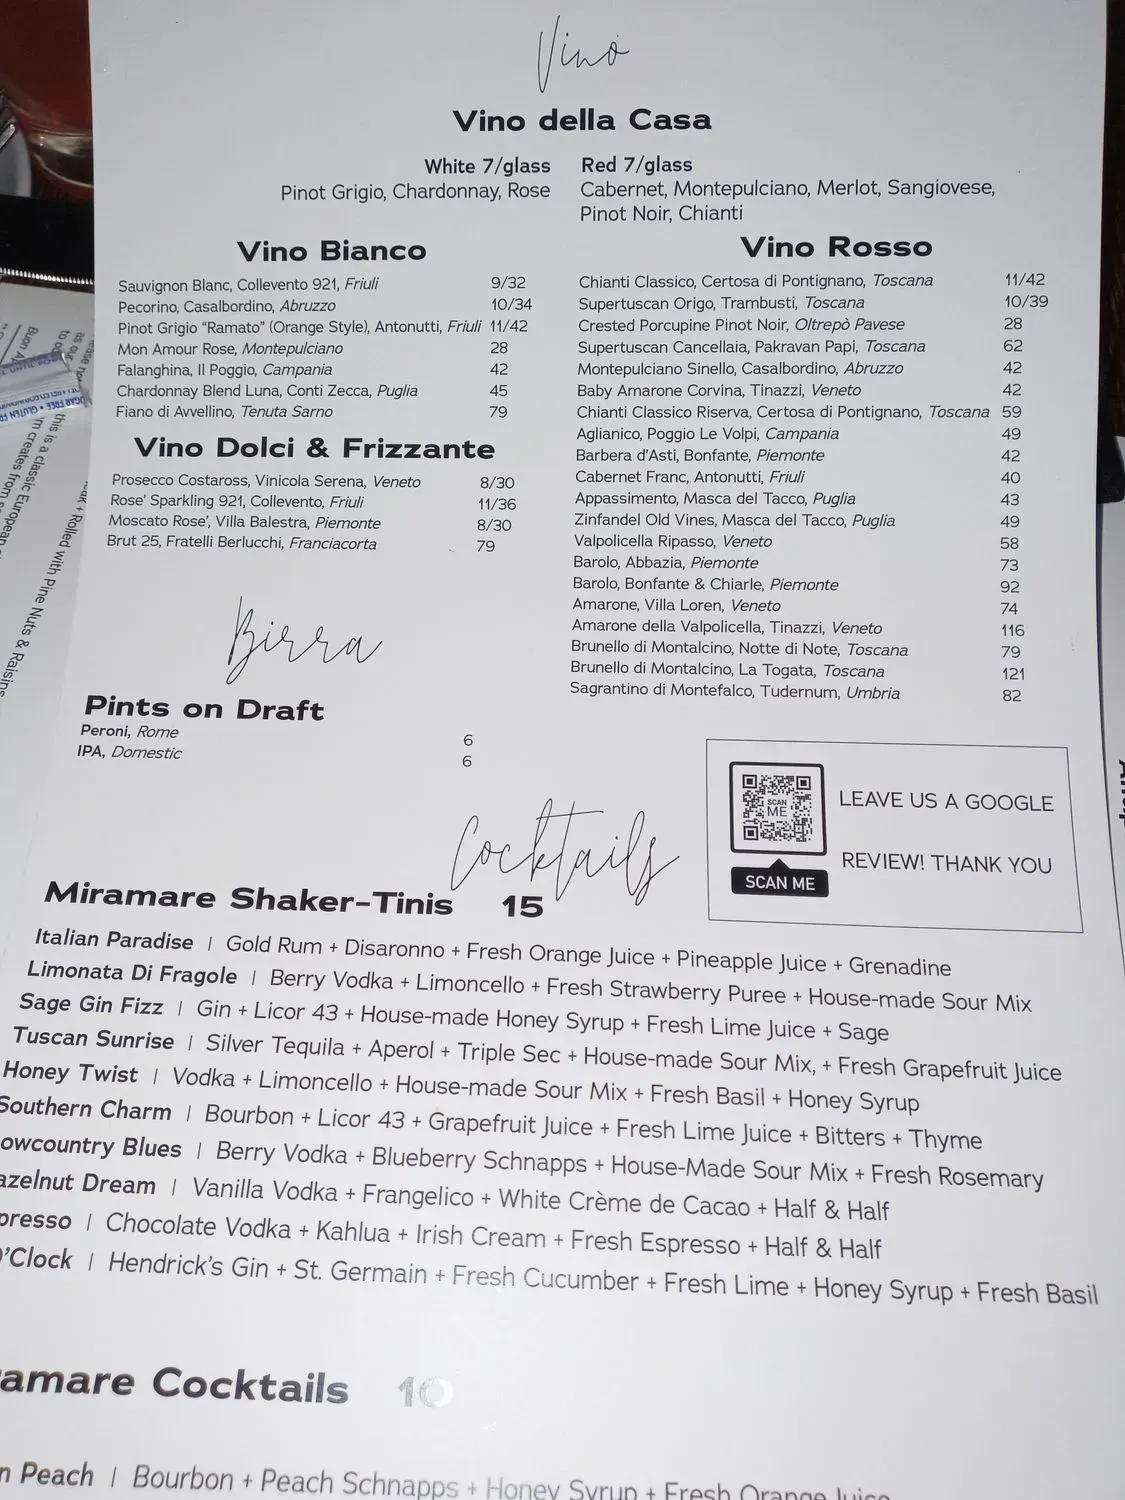 Vino
Vino della Casa
White 7/glass
Pinot Grigio, Chardonnay, Rose
Red 7/glass
Cabernet, Montepulciano, Merlot, Sangiovese,
Pinot Noir, Chianti
Vino Bianco
Sauvignon Blanc, Collevento 921, Friuli 9/32
Pecorino, Casalbordino, Abruzzo 10/34
Pinot Grigio “Ramato” (Orange Style), Antonutti, Friuli 11/42
Mon Amour Rose, Montepulciano 28
Falanghina, Il Poggio, Campania 42
Chardonnay Blend Luna, Conti Zecca, Puglia 45
Fiano di Avvellino, Tenuta Sarno 79
Vino Dolci & Frizzante
Prosecco Costaross, Vinicola Serena, Veneto 8/30
Rose’ Sparkling 921, Collevento, Friuli 11/36
Moscato Rose’, Villa Balestra, Piemonte 8/30
Brut 25, Fratelli Berlucchi, Franciacorta 79
Vino Rosso
Chianti Classico, Certosa di Pontignano, Toscana 11/42
Supertuscan Origo, Trambusti, Toscana 10/39
Crested Porcupine Pinot Noir, Oltrepò Pavese 28
Supertuscan Cancellaia, Pakravan Papi, Toscana 62
Montepulciano Sinello, Casalbordino, Abruzzo 42
Baby Amarone Corvina, Tinazzi, Veneto 42
Chianti Classico Riserva, Certosa di Pontignano, Toscana 59
Aglianico, Poggio Le Volpi, Campania 49
Barbera d’Asti, Bonfante, Piemonte 42
Cabernet Franc, Antonutti, Friuli 40
Appassimento, Masca del Tacco, Puglia 43
Zinfandel Old Vines, Masca del Tacco, Puglia 49
Valpolicella Ripasso, Veneto 58
Barolo, Abbazia, Piemonte 73
Barolo, Bonfante & Chiarle, Piemonte 92
Amarone, Villa Loren, Veneto 74
Amarone della Valpolicella, Tinazzi, Veneto 116
Brunello di Montalcino, Notte di Note, Toscana 79
Brunello di Montalcino, La Togata, Toscana 121
Sagrantino di Montefalco, Tudernum, Umbria 82
Birra
Pints on Draft
Peroni, Rome 6
IPA, Domestic 6
SCAN
ME
SCAN ME
LEAVE US A GOOGLE
REVIEW! THANK YOU
Cocktails
Miramare Shaker-Tinis 15
Italian Paradise | Gold Rum + Disaronno + Fresh Orange Juice + Pineapple Juice + Grenadine
Limonata Di Fragole | Berry Vodka + Limoncello + Fresh Strawberry Puree + House-made Sour Mix
Sage Gin Fizz | Gin + Licor 43 + House-made Honey Syrup + Fresh Lime Juice + Sage
Tuscan Sunrise | Silver Tequila + Aperol + Triple Sec + House-made Sour Mix, + Fresh Grapefruit Juice
Honey Twist | Vodka + Limoncello + House-made Sour Mix + Fresh Basil + Honey Syrup
Southern Charm | Bourbon + Licor 43 + Grapefruit Juice + Fresh Lime Juice + Bitters + Thyme
owcountry Blues | Berry Vodka + Blueberry Schnapps + House-Made Sour Mix + Fresh Rosemary
azelnut Dream | Vanilla Vodka + Frangelico + White Crème de Cacao + Half & Half
presso | Chocolate Vodka + Kahlua + Irish Cream + Fresh Espresso + Half & Half
O’Clock | Hendrick’s Gin + St. Germain + Fresh Cucumber + Fresh Lime + Honey Syrup + Fresh Basil
amare Cocktails 10
n Peach | Bourbon + Peach Schnapps + Honey Syrup + Fresh Orange Juice
this is a classic European
m creates from
+ Rolled with Pine Nuts & Raisins